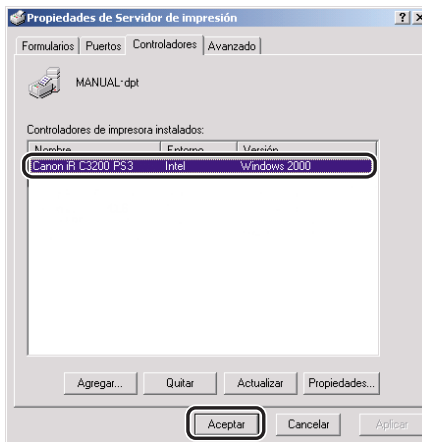 Propiedades de Servidor de impresión
Formularios Puertos Controladores Avanzado
MANUAL-dpt
Controladores de impresora instalados:
Nombre Entorno Versión
Canon iR C3200 PS3 Intel Windows 2000
Agregar... Quitar Actualizar Propiedades...
Aceptar Cancelar Aplicar